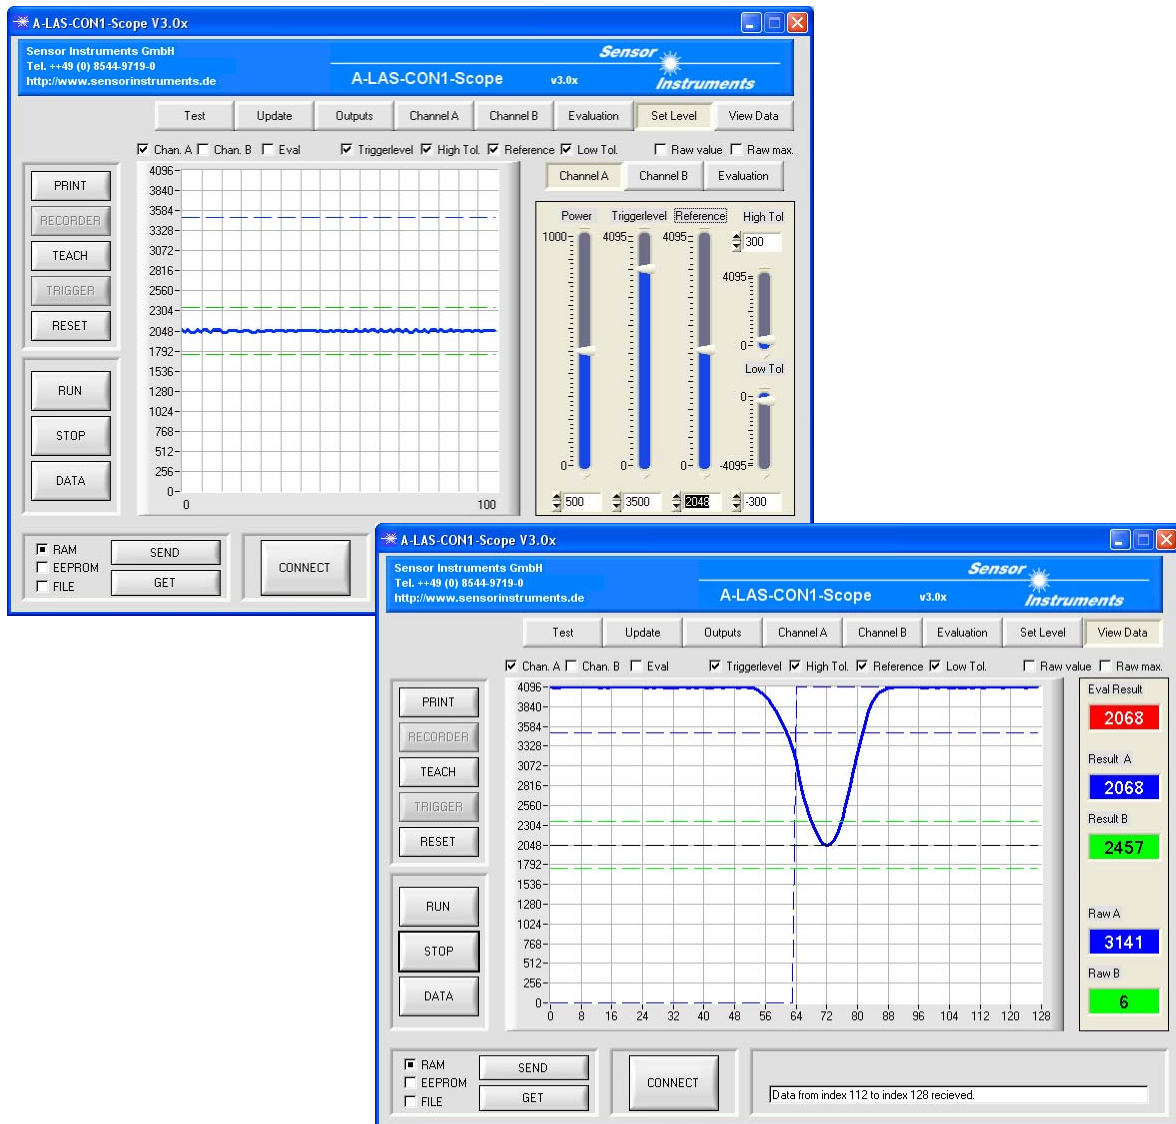 A-LAS-CON1-Scope V3.0x
Sensor Instruments GmbH
Tel. ++49 (0) 8544-9719-0
http://www.sensorinstruments.de
A-LAS-CON1-Scope v3.0x
Sensor
Instruments
Test Update Outputs Channel A Channel B Evaluation Set Level View Data
Chan. A Chan. B Eval Triggerlevel High Tol. Reference Low Tol. Raw value Raw max.
PRINT
RECORDER
TEACH
TRIGGER
RESET
RUN
STOP
DATA
4096
3840
3584
3328
3072
2816
2560
2304
2048
1792
1536
1280
1024
768
512
256
0
0 100
Channel A Channel B Evaluation
Power Triggerlevel Reference High Tol
300
1000 4095 4095
4095
0
Low Tol
0
-4095
0 0 0
500 3500 2048 -300
RAM
EEPROM
FILE
SEND
GET
CONNECT
A-LAS-CON1-Scope V3.0x
Sensor Instruments GmbH
Tel. ++49 (0) 8544-9719-0
http://www.sensorinstruments.de
A-LAS-CON1-Scope v3.0x
Sensor
Instruments
Test Update Outputs Channel A Channel B Evaluation Set Level View Data
Chan. A Chan. B Eval Triggerlevel High Tol. Reference Low Tol. Raw value Raw max.
PRINT
RECORDER
TEACH
TRIGGER
RESET
RUN
STOP
DATA
4096
3840
3584
3328
3072
2816
2560
2304
2048
1792
1536
1280
1024
768
512
256
0
0 8 16 24 32 40 48 56 64 72 80 88 96 104 112 120 128
Eval Result
2068
Result A
2068
Result B
2457
Raw A
3141
Raw B
6
RAM
EEPROM
FILE
SEND
GET
CONNECT
Data from index 112 to index 128 recieved.